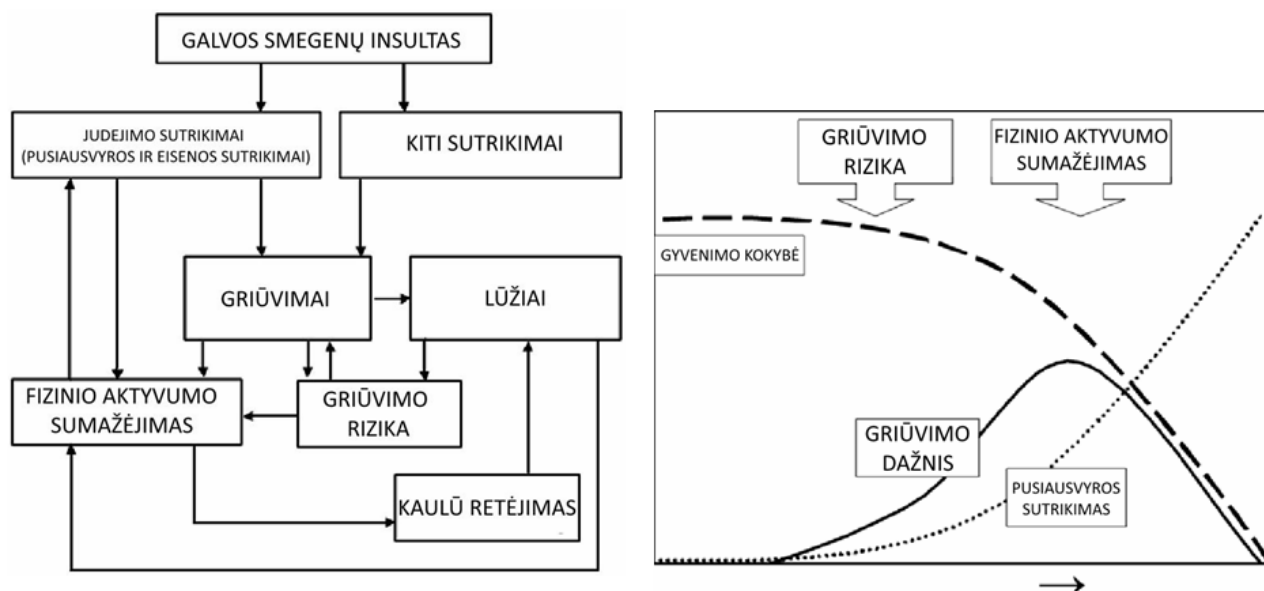 GALVOS SMEGENŲ INSULTAS
JUDEJIMO SUTRIKIMAI
(PUSIAUSVYROS IR EISENOS SUTRIKIMAI)
KITI SUTRIKIMAI
GRIŪVIMAI
LŪŽIAI
FIZINIO AKTYVUMO
SUMAŽĖJIMAS
GRIŪVIMO
RIZIKA
KAULŪ RETĖJIMAS
GRIŪVIMO
RIZIKA
FIZINIO AKTYVUMO
SUMAŽĖJIMAS
GYVENIMO KOKYBĖ
GRIŪVIMO
DAŽNIS
PUSIAUSVYROS
SUTRIKIMAS